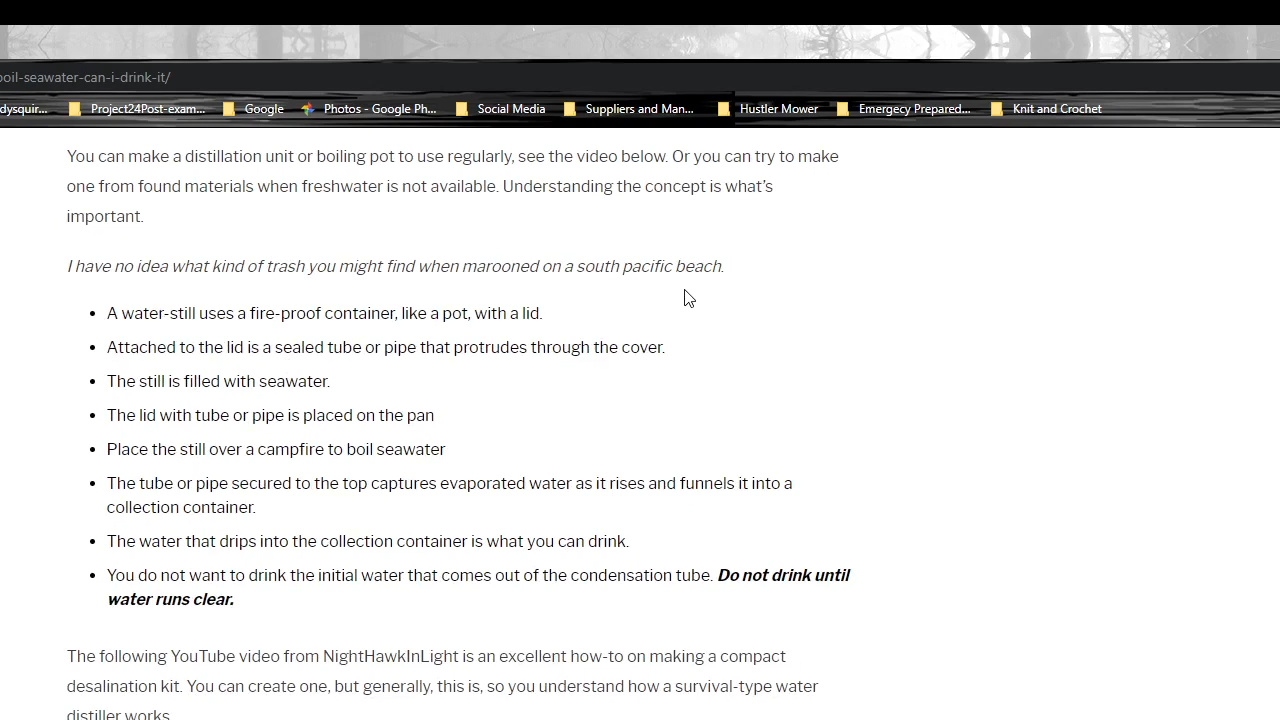 boil-seawater-can-i-drink-it/
dysquir... Project24Post-exam... Google Photos - Google Ph... Social Media Suppliers and Man... Hustler Mower Emergecy Prepared... Knit and Crochet
You can make a distillation unit or boiling pot to use regularly, see the video below. Or you can try to make
one from found materials when freshwater is not available. Understanding the concept is what's
important.
I have no idea what kind of trash you might find when marooned on a south pacific beach.
• A water-still uses a fire-proof container, like a pot, with a lid.
• Attached to the lid is a sealed tube or pipe that protrudes through the cover.
• The still is filled with seawater.
• The lid with tube or pipe is placed on the pan
• Place the still over a campfire to boil seawater
• The tube or pipe secured to the top captures evaporated water as it rises and funnels it into a
collection container.
• The water that drips into the collection container is what you can drink.
• You do not want to drink the initial water that comes out of the condensation tube. Do not drink until
water runs clear.
The following YouTube video from NightHawkInLight is an excellent how-to on making a compact
desalination kit. You can create one, but generally, this is, so you understand how a survival-type water
distiller works.